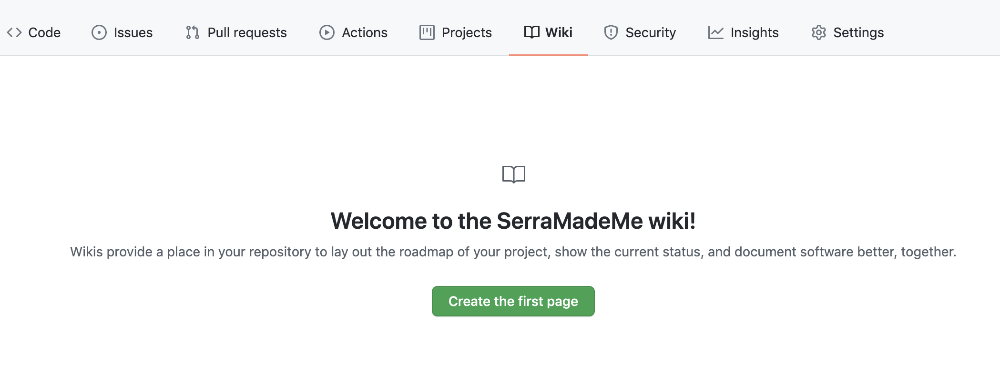 Code Issues Pull requests Actions Projects Wiki Security Insights Settings
Welcome to the SerraMadeMe wiki!
Wikis provide a place in your repository to lay out the roadmap of your project, show the current status, and document software better, together.
Create the first page